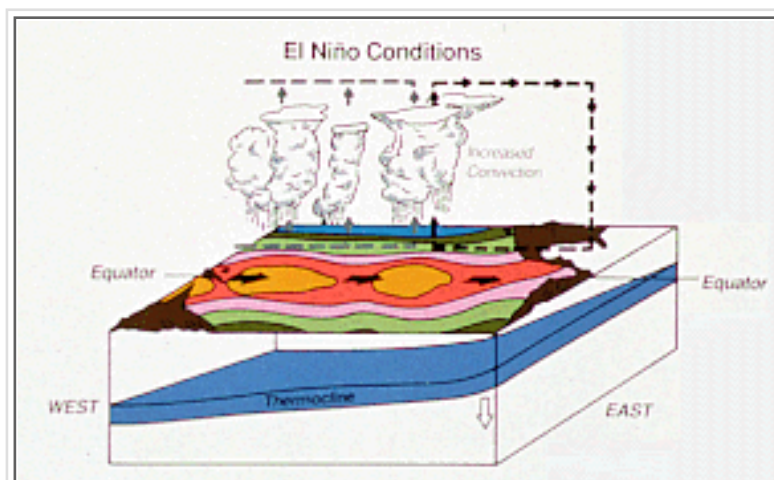 El Niño Conditions
Increased
Convection
Equator
Equator
WEST
Thermocline
EAST